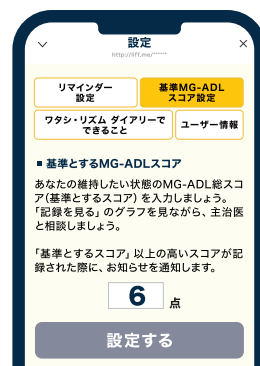 設定
http://liff.me/******
リマインダー
設定
基準MG-ADL
スコア設定
ワタシ・リズム ダイアリーで
できること
ユーザー情報
■ 基準とするMG-ADLスコア
あなたの維持したい状態のMG-ADL総スコ
ア(基準とするスコア) を入力しましょう。
「記録を見る」のグラフを見ながら、主治医
と相談しましょう。
「基準とするスコア」以上の高いスコアが記
録された際に、お知らせを通知します。
6 点
設定する